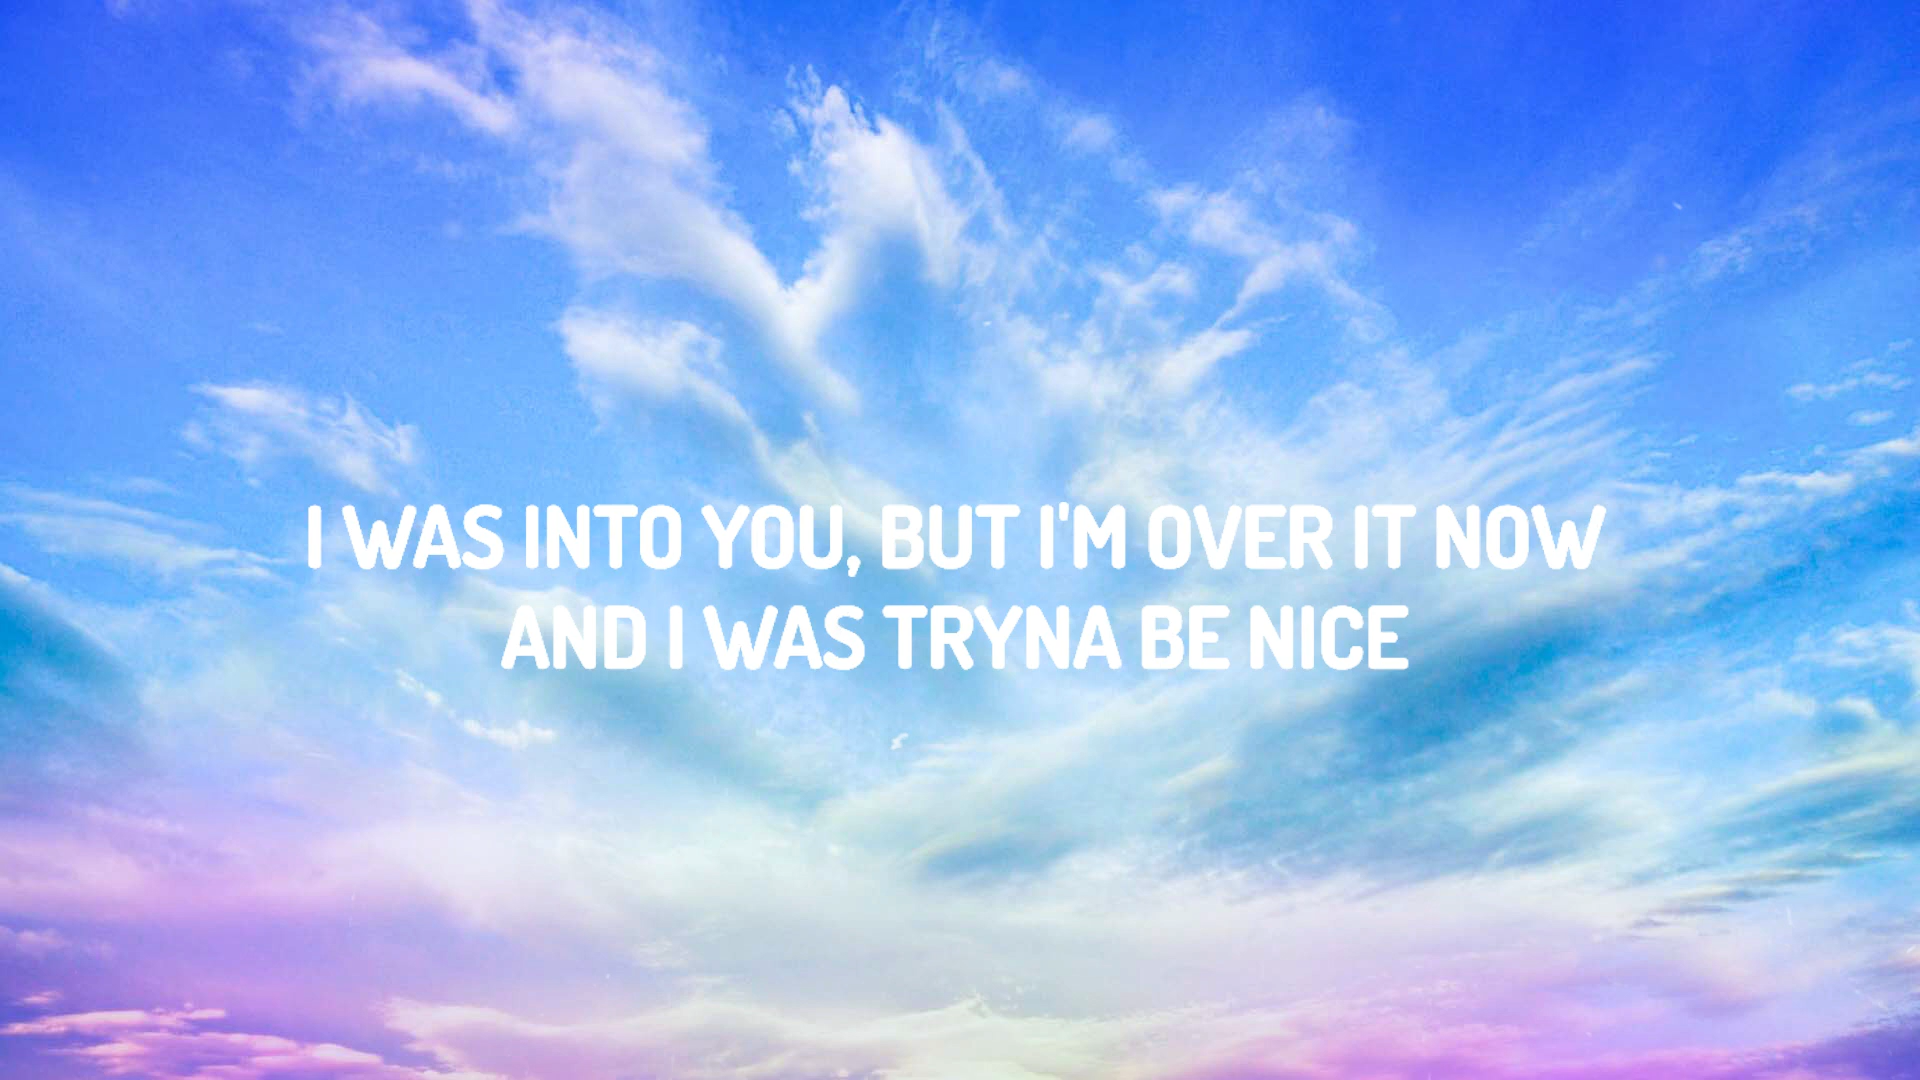 I WAS INTO YOU, BUT I'M OVER IT NOW
AND I WAS TRYNA BE NICE